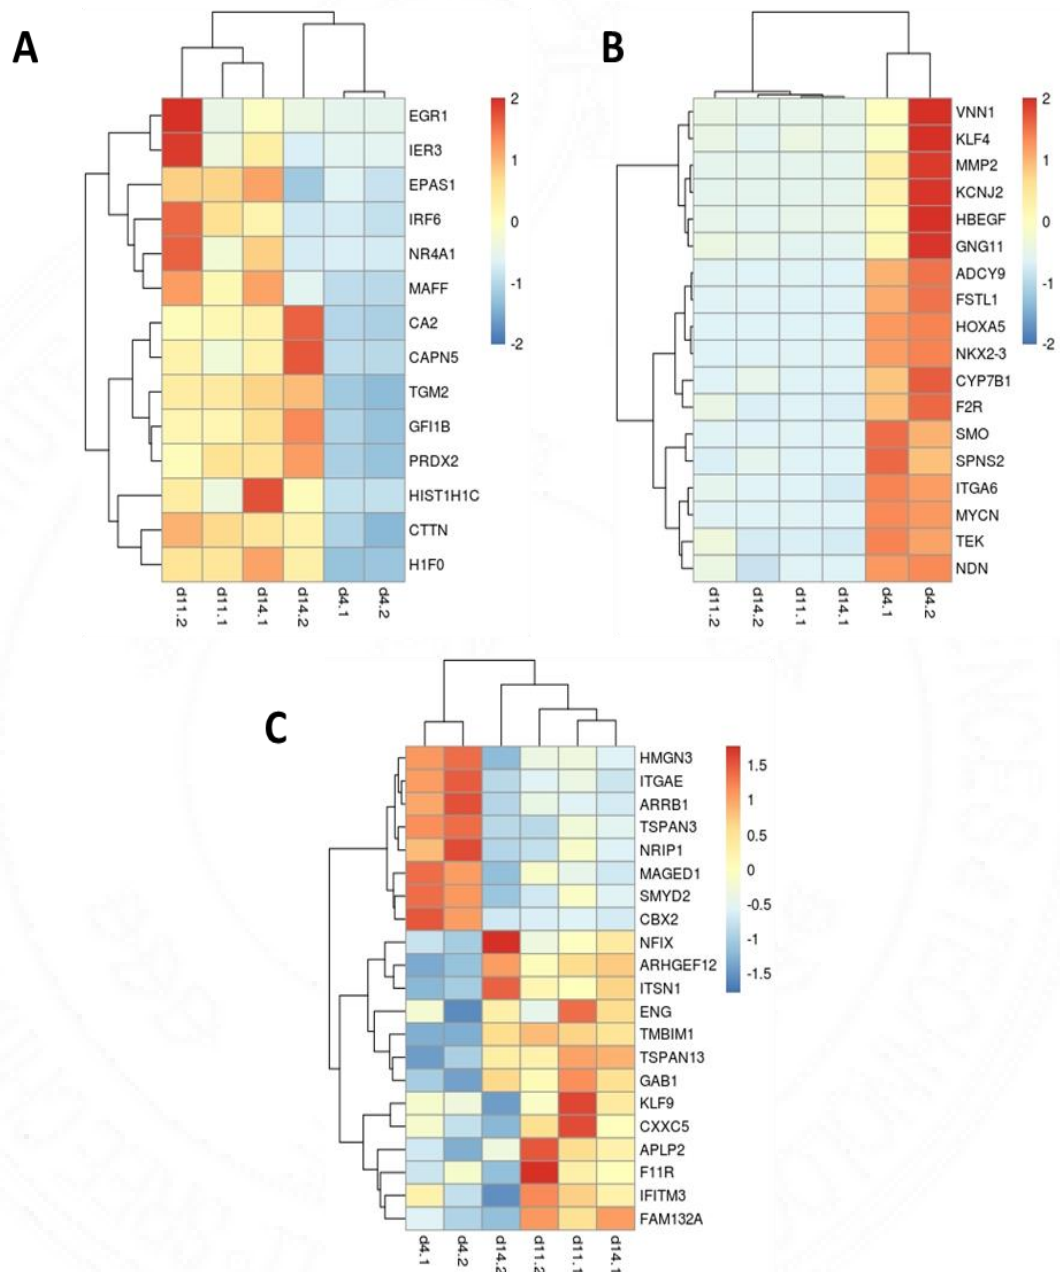 A
EGR1
IER3
EPAS1
IRF6
NR4A1
MAFF
CA2
CAPN5
TGM2
GFI1B
PRDX2
HIST1H1C
CTTN
H1F0
2
1
0
-1
-2
d11.2
d11.1
d14.1
d14.2
d4.1
d4.2
B
VNN1
KLF4
MMP2
KCNJ2
HBEGF
GNG11
ADCY9
FSTL1
HOXA5
NKX2-3
CYP7B1
F2R
SMO
SPNS2
ITGA6
MYCN
TEK
NDN
2
1
0
-1
-2
d11.2
d14.2
d11.1
d14.1
d4.1
d4.2
C
HMGN3
ITGAE
ARRB1
TSPAN3
NRIP1
MAGED1
SMYD2
CBX2
NFIX
ARHGEF12
ITSN1
ENG
TMBIM1
TSPAN13
GAB1
KLF9
CXXC5
APLP2
F11R
IFITM3
FAM132A
1.5
1
0.5
0
-0.5
-1
-1.5
d4.1
d4.2
d14.2
d11.2
d11.1
d14.1